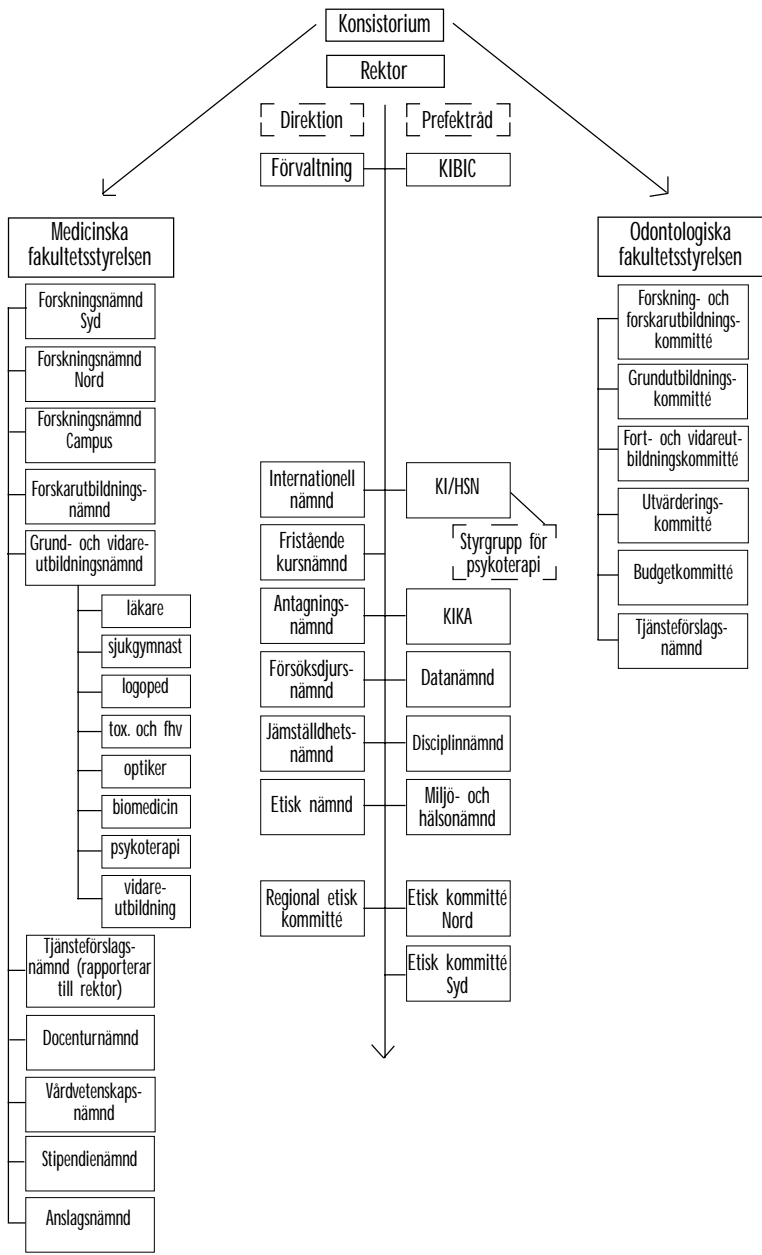 Konsistorium
Rektor
Direktion
Prefektråd
Förvaltning
KIBIC
Medicinska
fakultetsstyrelsen
Forskningsnämnd
Syd
Forskningsnämnd
Nord
Forskningsnämnd
Campus
Forskarutbildnings-
nämnd
Grund- och vidare-
utbildningsnämnd
läkare
sjukgymnast
logoped
tox. och fhv
optiker
biomedicin
psykoterapi
vidare-
utbildning
Tjänsteförslags-
nämnd (rapporterar
till rektor)
Docenturnämnd
Vårdvetenskaps-
nämnd
Stipendienämnd
Anslagsnämnd
Internationell
nämnd
KI/HSN
Styrgrupp för
psykoterapi
Fristående
kursnämnd
Antagnings-
nämnd
KIKA
Försöksdjurs-
nämnd
Datanämnd
Jämställdhets-
nämnd
Disciplinnämnd
Etisk nämnd
Miljö- och
hälsonämnd
Regional etisk
kommitté
Etisk kommitté
Nord
Etisk kommitté
Syd
Odontologiska
fakultetsstyrelsen
Forskning- och
forskarutbildnings-
kommitté
Grundutbildnings-
kommitté
Fort- och vidareut-
bildningskommitté
Utvärderings-
kommitté
Budgetkommitté
Tjänsteförslags-
nämnd